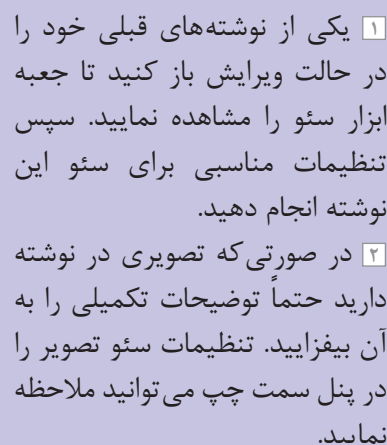 ۱ یکی از نوشته‌های قبلی خود را
در حالت ویرایش باز کنید تا جعبه
ابزار سئو را مشاهده نمایید. سپس
تنظیمات مناسبی برای سئو این
نوشته انجام دهید.
۲ در صورتی‌که تصویری در نوشته
دارید حتماً توضیحات تکمیلی را به
آن بیفزایید. تنظیمات سئو تصویر را
در پنل سمت چپ می‌توانید ملاحظه
نمایید.